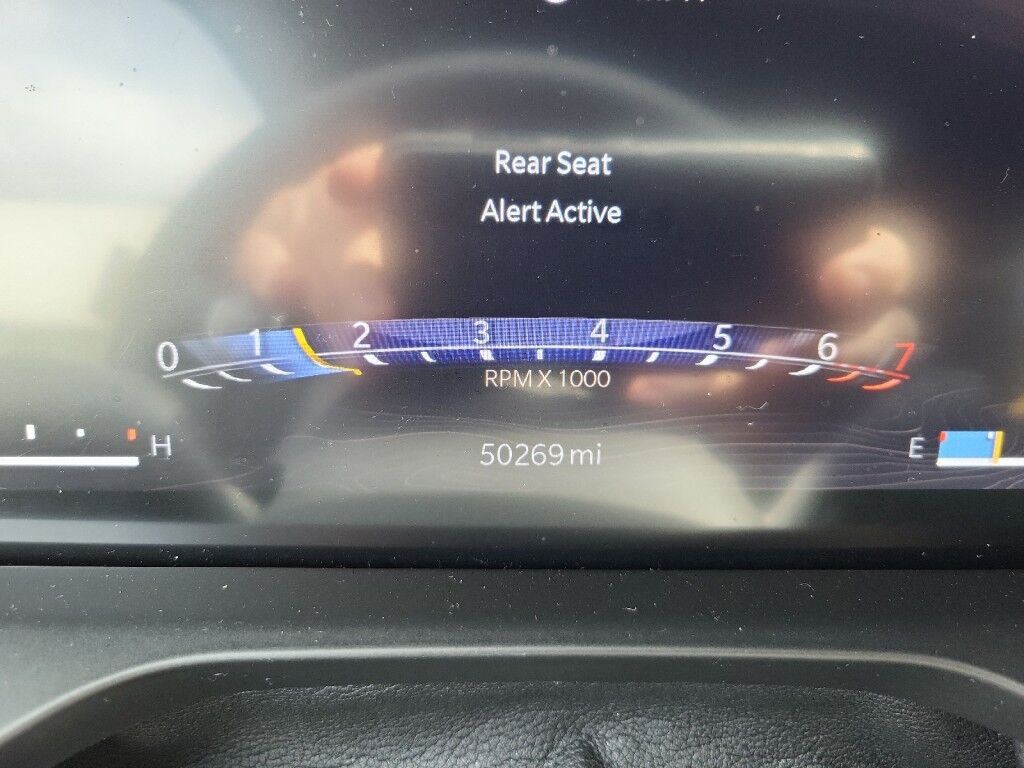 Rear Seat
Alert Active
0 1 2 3 4 5 6 7
RPM X 1000
H
50269 mi
E